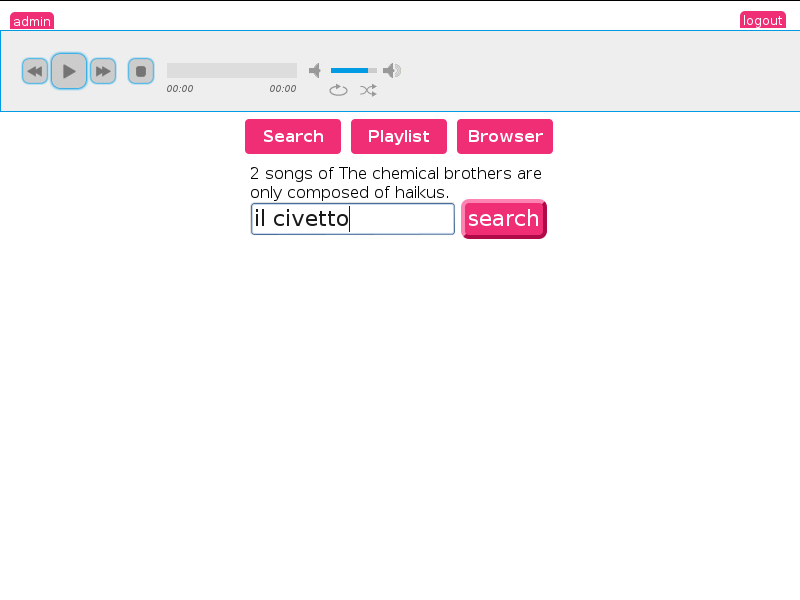 admin
logout
00:00 00:00
Search Playlist Browser
2 songs of The chemical brothers are
only composed of haikus.
il civetto search